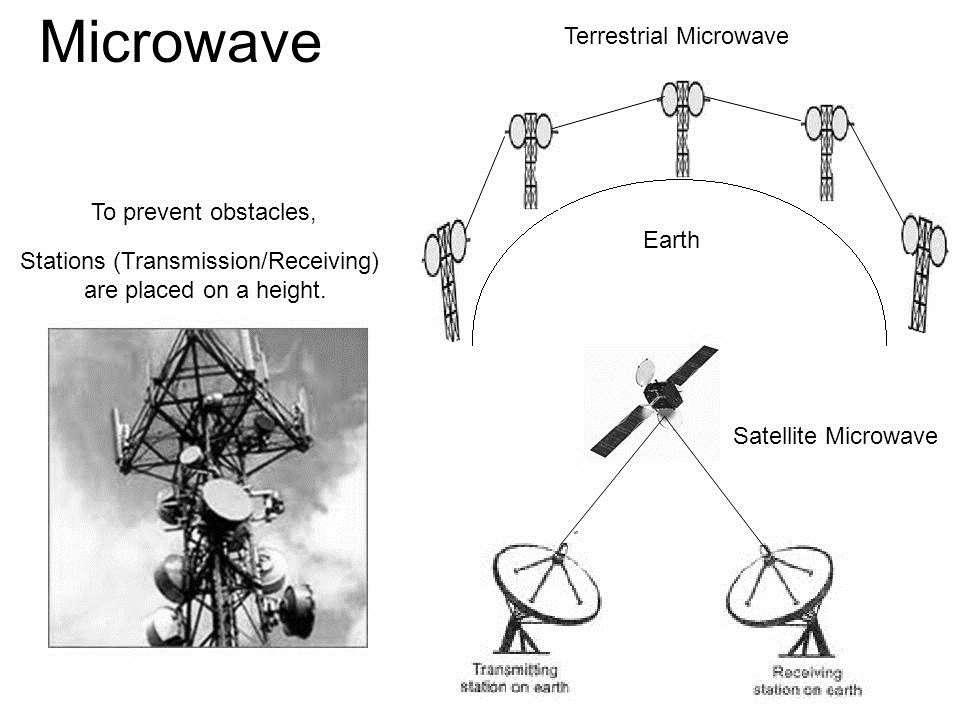 Microwave
To prevent obstacles,
Stations (Transmission/Receiving)
are placed on a height.
Terrestrial Microwave
Earth
Satellite Microwave
Transmitting
station on earth
Receiving
station on earth